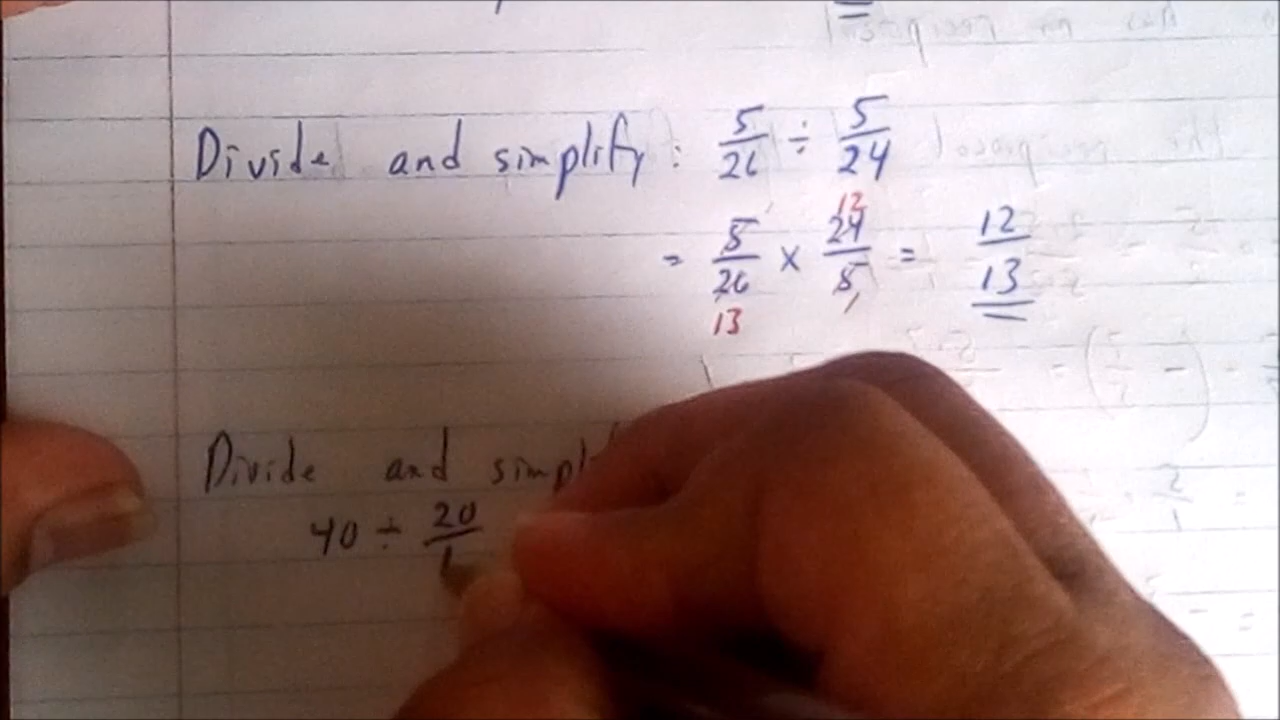 Divide and simplify: 5/26 ÷ 5/24
= 5/26 x 24/5 = 12/13
12
13
Divide and simpl
40 ÷ 20/